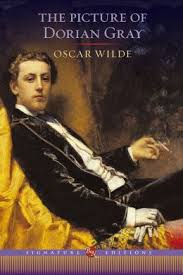 THE PICTURE OF
DORIAN GRAY
OSCAR WILDE
SIGNATURE EDITIONS